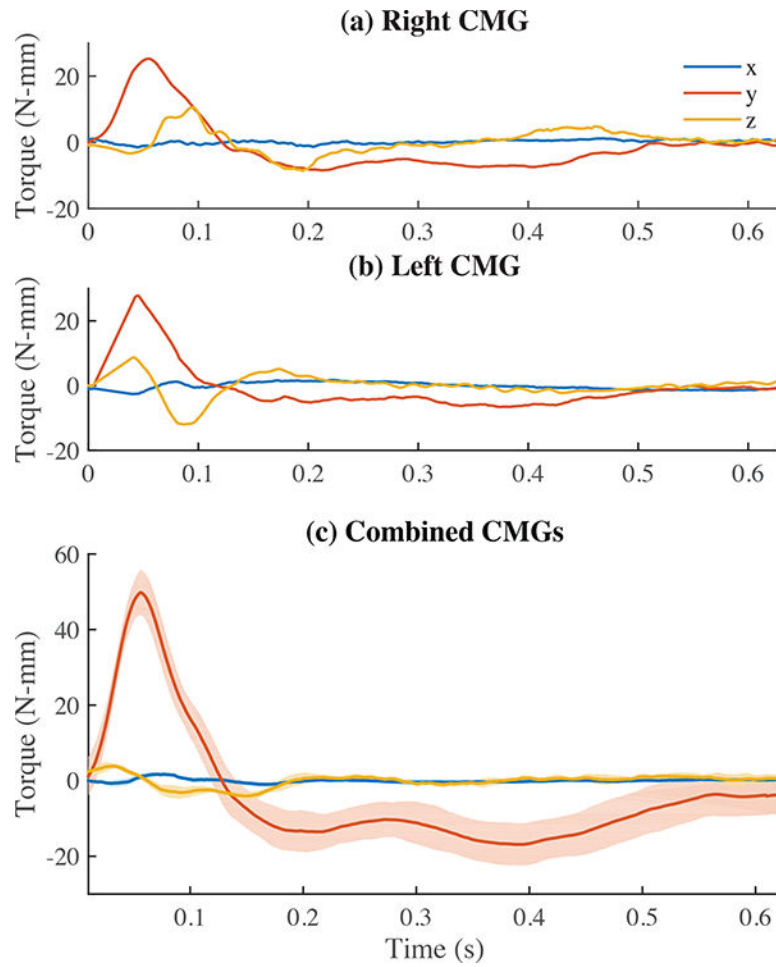 (a) Right CMG
Torque (N-mm)
20
0
-20
x
y
z
0 0.1 0.2 0.3 0.4 0.5 0.6
(b) Left CMG
Torque (N-mm)
20
0
-20
0 0.1 0.2 0.3 0.4 0.5 0.6
(c) Combined CMGs
Torque (N-mm)
60
40
20
0
-20
0.1 0.2 0.3 0.4 0.5 0.6
Time (s)